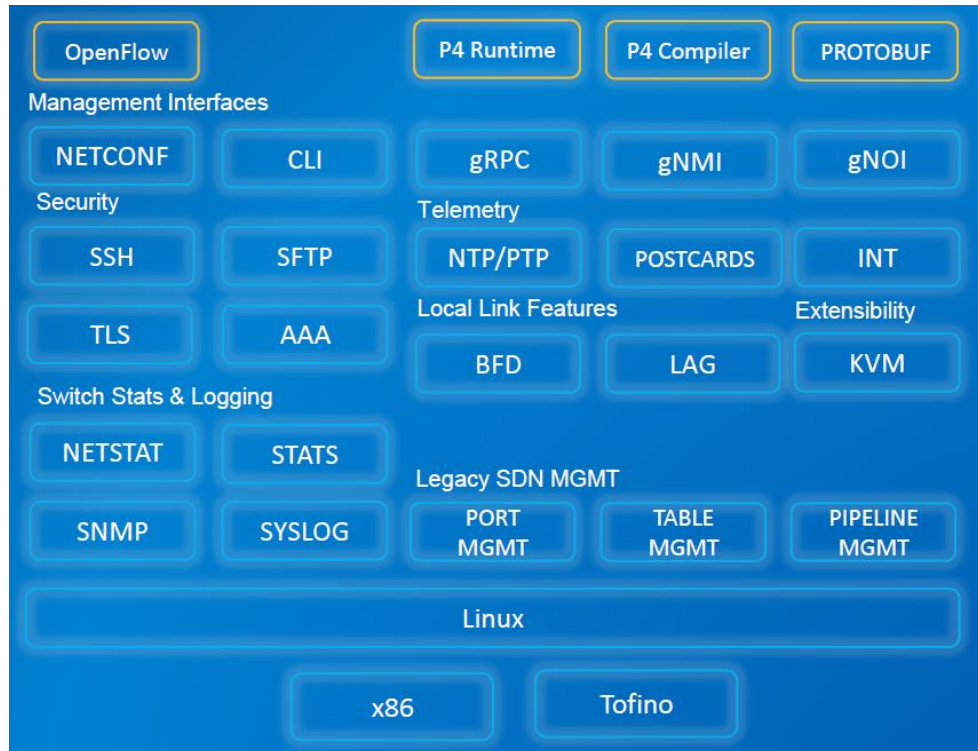 OpenFlow
P4 Runtime
P4 Compiler
PROTOBUF
Management Interfaces
NETCONF
CLI
gRPC
gNMI
gNOI
Security
Telemetry
SSH
SFTP
NTP/PTP
POSTCARDS
INT
Local Link Features
Extensibility
TLS
AAA
BFD
LAG
KVM
Switch Stats & Logging
NETSTAT
STATS
Legacy SDN MGMT
SNMP
SYSLOG
PORT
MGMT
TABLE
MGMT
PIPELINE
MGMT
Linux
x86
Tofino